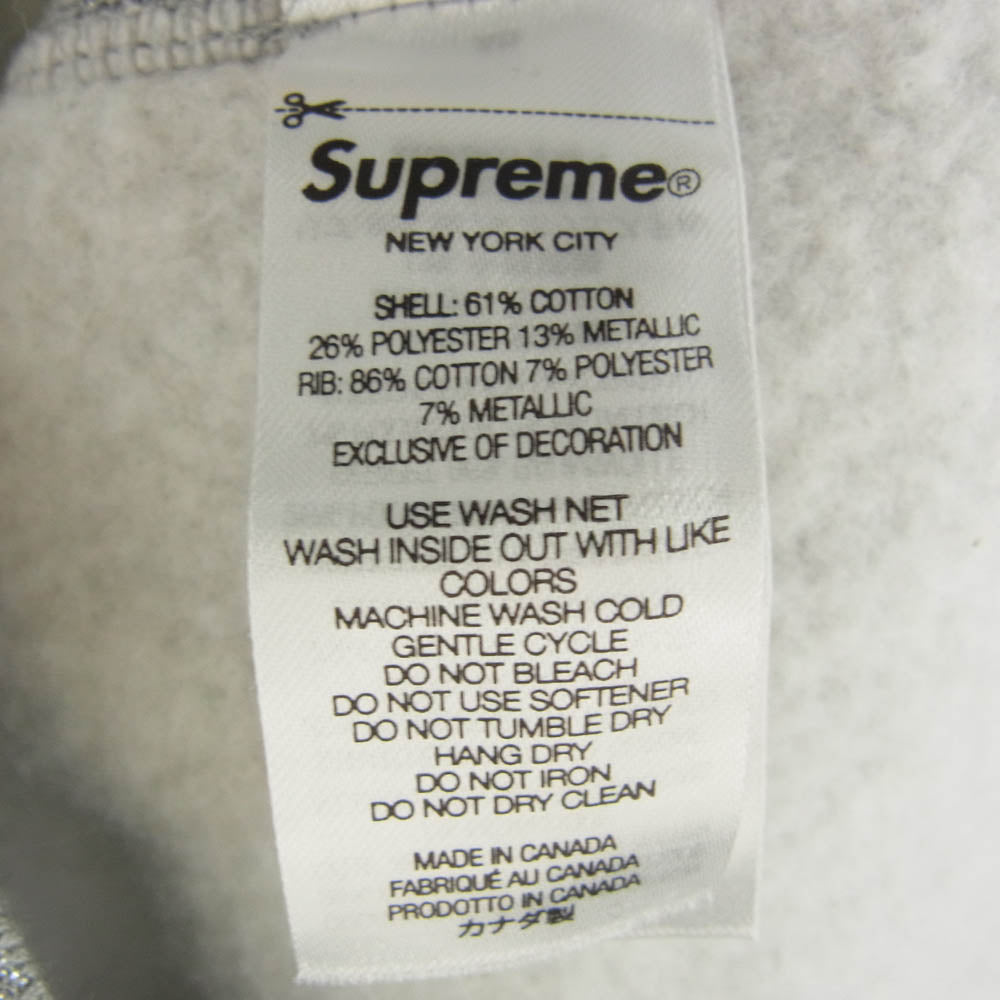 Supreme®
NEW YORK CITY
SHELL: 61% COTTON
26% POLYESTER 13% METALLIC
RIB: 86% COTTON 7% POLYESTER
7% METALLIC
EXCLUSIVE OF DECORATION
USE WASH NET
WASH INSIDE OUT WITH LIKE
COLORS
MACHINE WASH COLD
GENTLE CYCLE
DO NOT BLEACH
DO NOT USE SOFTENER
DO NOT TUMBLE DRY
HANG DRY
DO NOT IRON
DO NOT DRY CLEAN
MADE IN CANADA
FABRIQUÉ AU CANADA
PRODOTTO IN CANADA
カナダ製